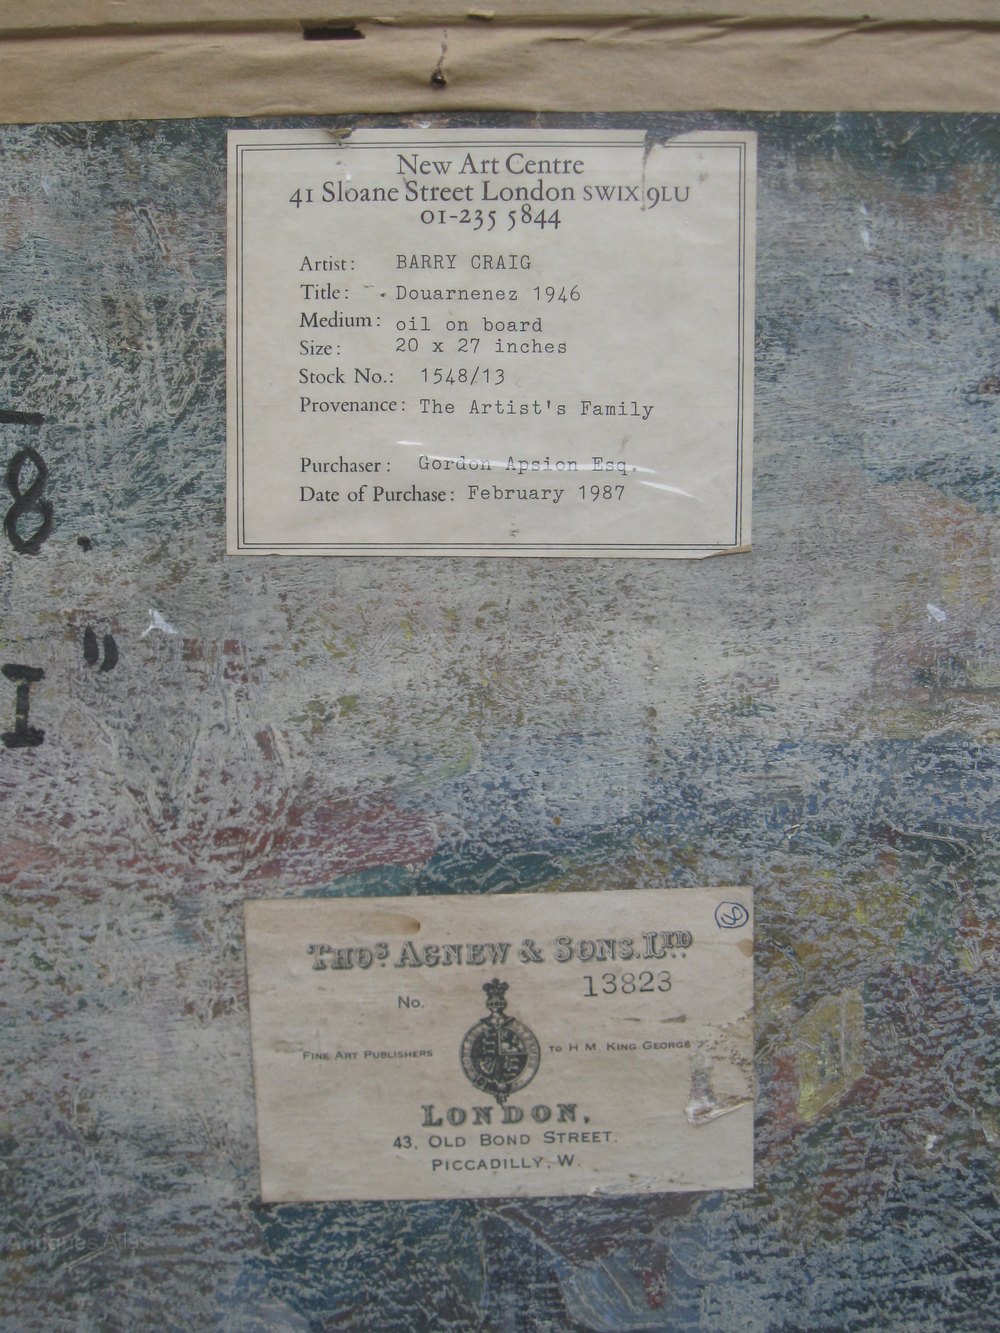 New Art Centre
41 Sloane Street London SWIX 9LU
01-235 5844
Artist: BARRY CRAIG
Title: Douarnenez 1946
Medium: oil on board
Size: 20 x 27 inches
Stock No.: 1548/13
Provenance: The Artist's Family
Purchaser: Gordon Apsion Esq.
Date of Purchase: February 1987
8.
I"
THOS. AGNEW & SONS. LTD.
No. 13823
FINE ART PUBLISHERS TO H. M. KING GEORGE
LONDON,
43, OLD BOND STREET,
PICCADILLY, W.
Antiques Atlas